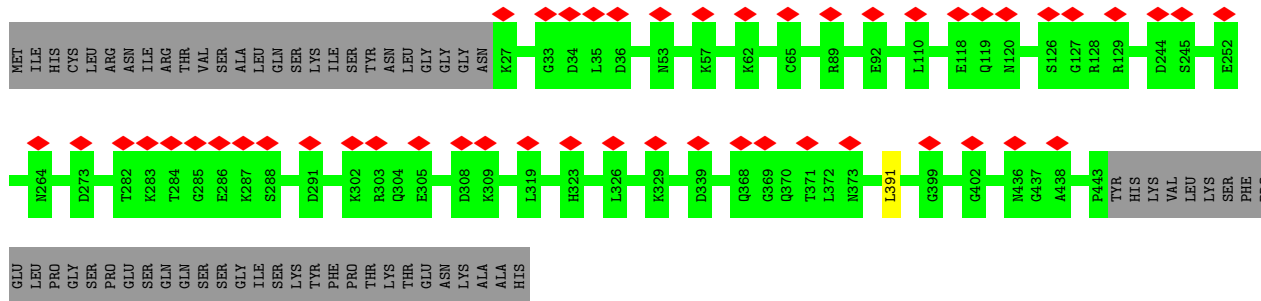 MET ILE HIS CYS LEU ARG ASN ILE ARG THR VAL SER ALA LEU GLN SER LYS ILE SER TYR ASN LEU GLY GLY GLY ASN K27 G33 D34 L35 D36 N53 K57 K62 C65 R89 E92 L110 E118 Q119 N120 S126 G127 R128 R129 D244 S245 E252
N264 D273 T282 K283 T284 G285 E286 K287 S288 D291 K302 R303 Q304 E305 D308 K309 L319 H323 L326 K329 D339 Q368 G369 Q370 T371 L372 N373 L391 G399 G402 N436 G437 A438 P443 TYR HIS LYS VAL LEU LYS SER PHE
GLU LEU PRO GLY SER PRO GLU SER GLN GLN SER SER GLY ILE SER LYS TYR PHE PRO THR LYS THR GLU ASN LYS ALA ALA HIS